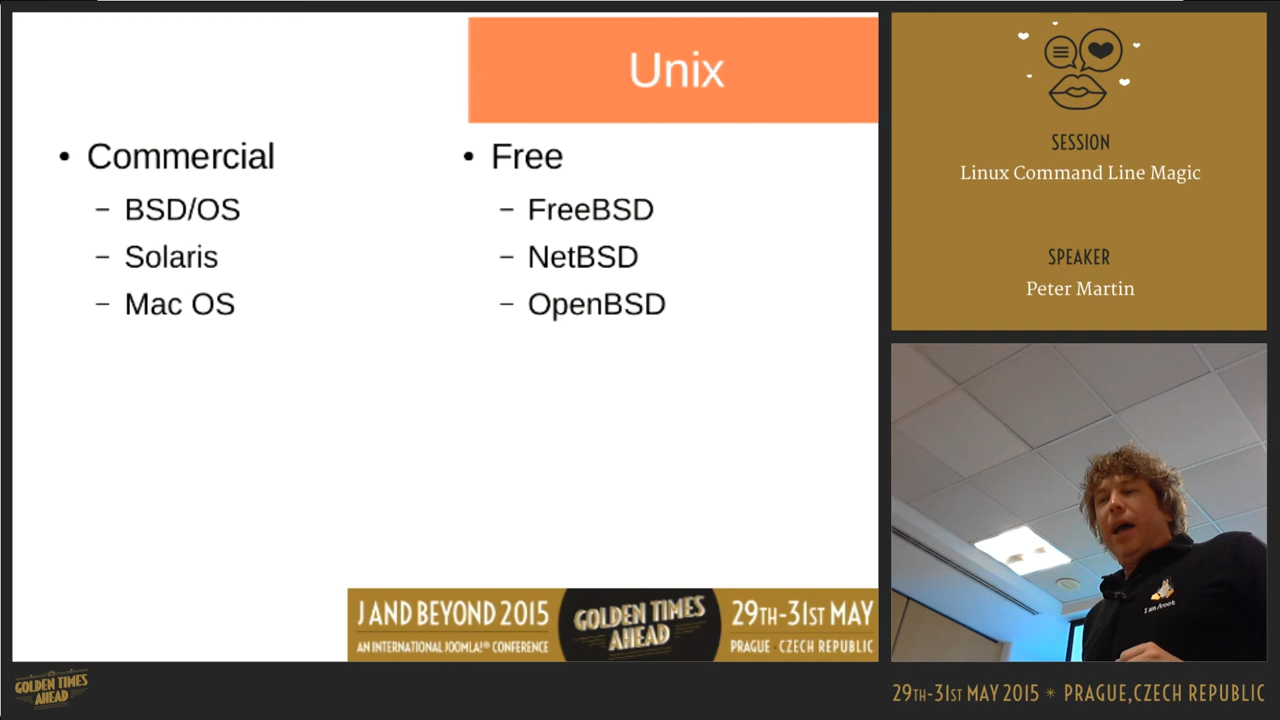 Unix
• Commercial
– BSD/OS
– Solaris
– Mac OS
• Free
– FreeBSD
– NetBSD
– OpenBSD
J AND BEYOND 2015
AN INTERNATIONAL JOOMLA!® CONFERENCE
GOLDEN TIMES
AHEAD
29TH-31ST MAY
PRAGUE · CZECH REPUBLIC
SESSION
Linux Command Line Magic
SPEAKER
Peter Martin
I am /root
GOLDEN TIMES
AHEAD
29TH-31ST MAY 2015 * PRAGUE,CZECH REPUBLIC